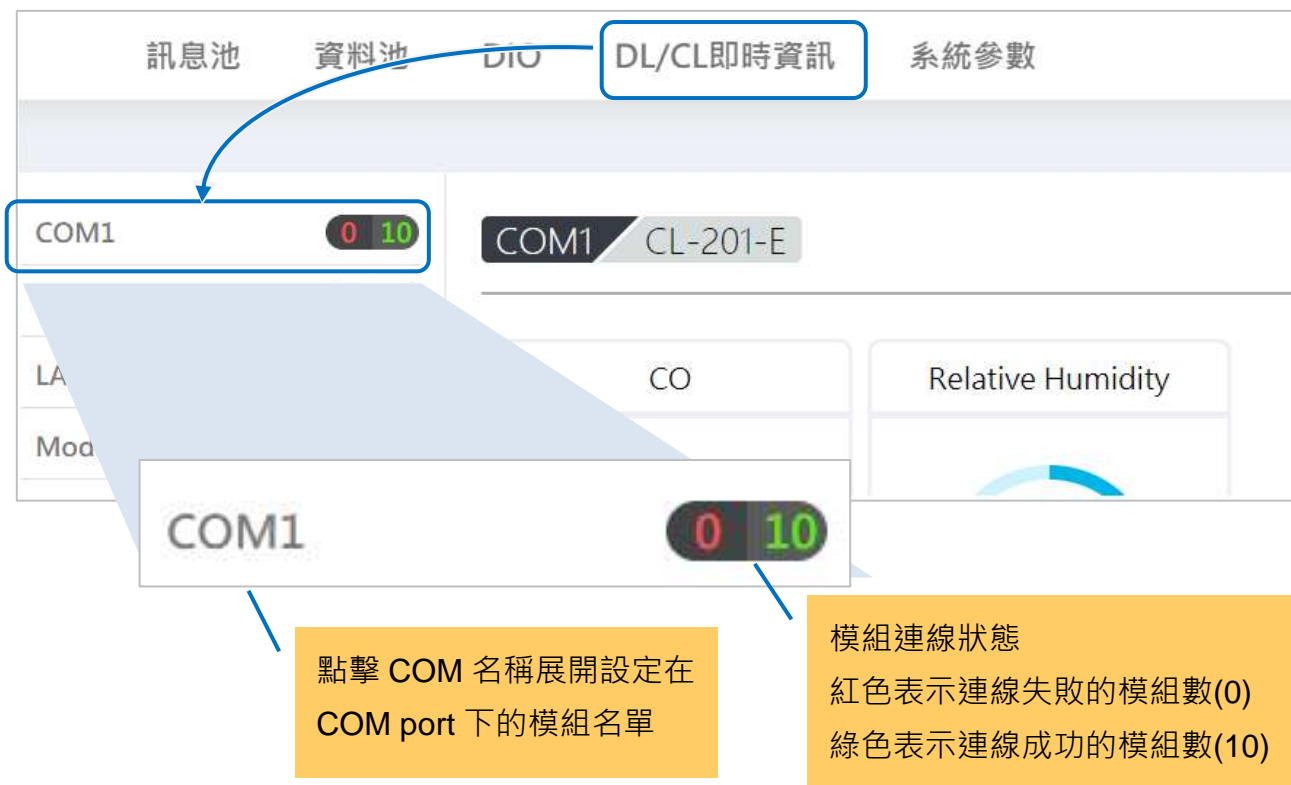 訊息池 資料池 DIO DL/CL即時資訊 系統參數
COM1 0 10
COM1 CL-201-E
LA
CO Relative Humidity
Mod
COM1 0 10
點擊 COM 名稱展開設定在
COM port 下的模組名單
模組連線狀態
紅色表示連線失敗的模組數(0)
綠色表示連線成功的模組數(10)